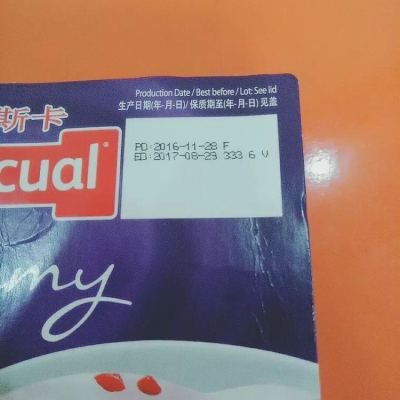 Production Date / Best before / Lot: See lid
生产日期(年-月-日)/ 保质期至(年-月-日) 见盖
斯卡
PD:2016-11-28 F
cual®
ED:2017-08-29 333 6 V
my